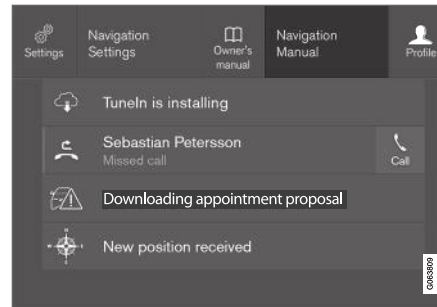 Settings
Navigation
Settings
Owner's
manual
Navigation
Manual
Profile
TuneIn is installing
Sebastian Petersson
Missed call
Call
Downloading appointment proposal
New position received
G063809